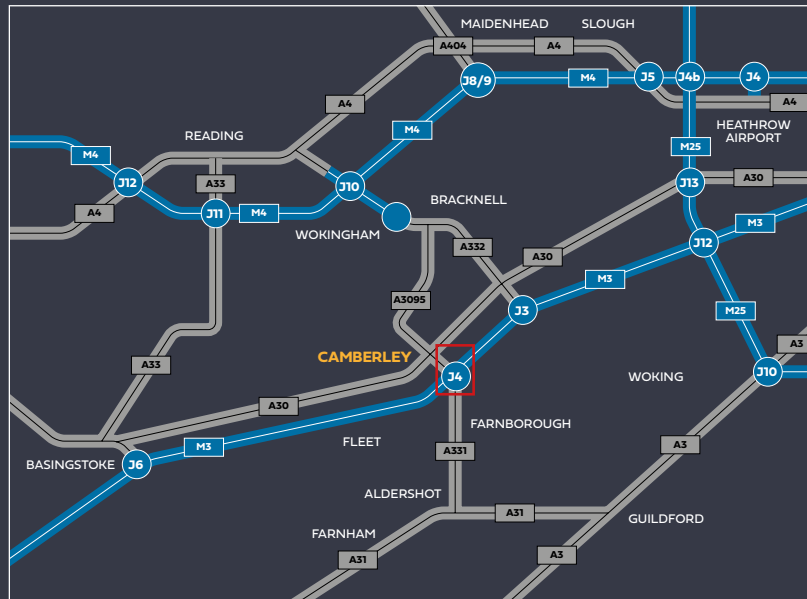 MAIDENHEAD
SLOUGH
A404
A4
J8/9
M4
J5
J4b
J4
A4
A4
HEATHROW
AIRPORT
READING
M4
M4
M25
J12
A33
J10
J13
A30
BRACKNELL
A4
J11
M4
WOKINGHAM
M3
A332
A30
J12
M3
A3095
J3
M25
CAMBERLEY
A33
J4
WOKING
A3
J10
A30
FARNBOROUGH
FLEET
M3
A331
A3
BASINGSTOKE
J6
ALDERSHOT
A31
GUILDFORD
FARNHAM
A31
A3